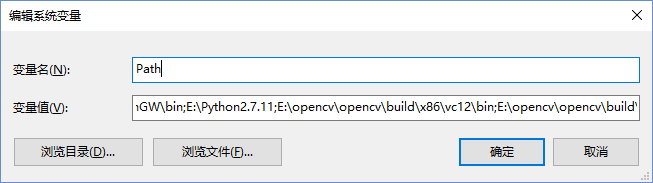 编辑系统变量
变量名(N):
Path
变量值(V):
GW\bin;E:\Python2.7.11;E:\opencv\opencv\build\x86\vc12\bin;E:\opencv\opencv\build\
浏览目录(D)...
浏览文件(F)...
确定
取消